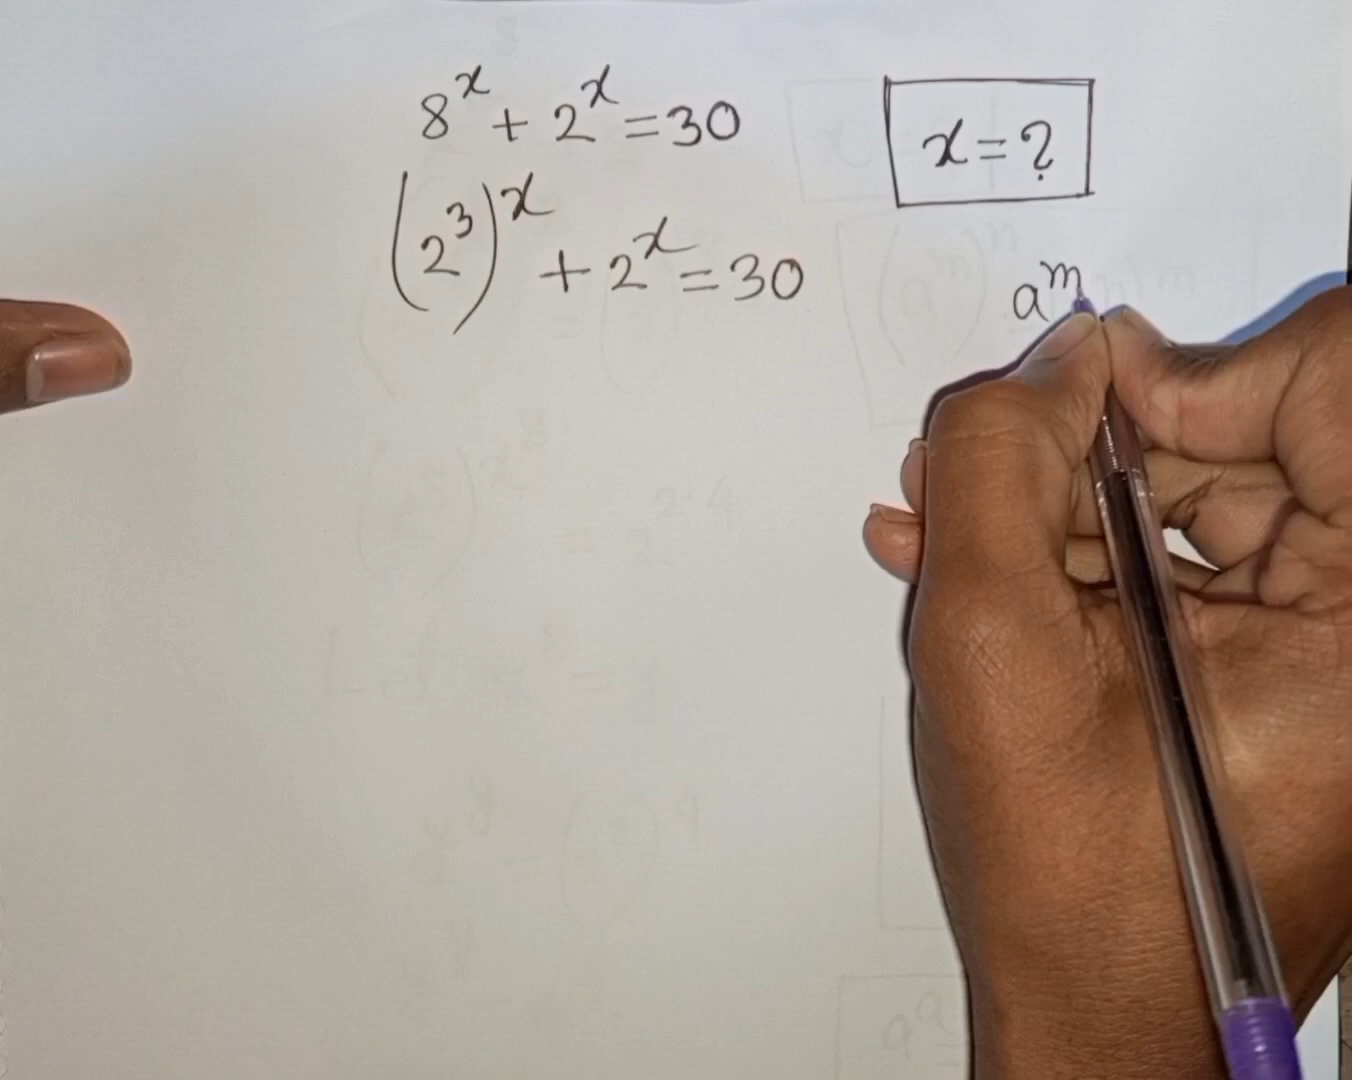 8^x + 2^x = 30
x = ?
(2^3)^x + 2^x = 30
a^m